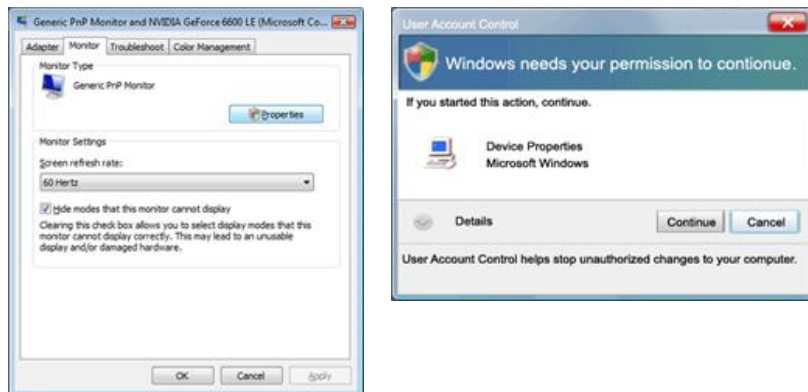 Generic PnP Monitor and NVIDIA GeForce 6600 LE (Microsoft Co...
Adapter Monitor Troubleshoot Color Management
Monitor Type
Generic PnP Monitor
Properties
Monitor Settings
Screen refresh rate:
60 Hertz
Hide modes that this monitor cannot display
Clearing this check box allows you to select display modes that this
monitor cannot display correctly. This may lead to an unusable
display and/or damaged hardware.
OK Cancel Apply
User Account Control
Windows needs your permission to contionue.
If you started this action, continue.
Device Properties
Microsoft Windows
Details Continue Cancel
User Account Control helps stop unauthorized changes to your computer.